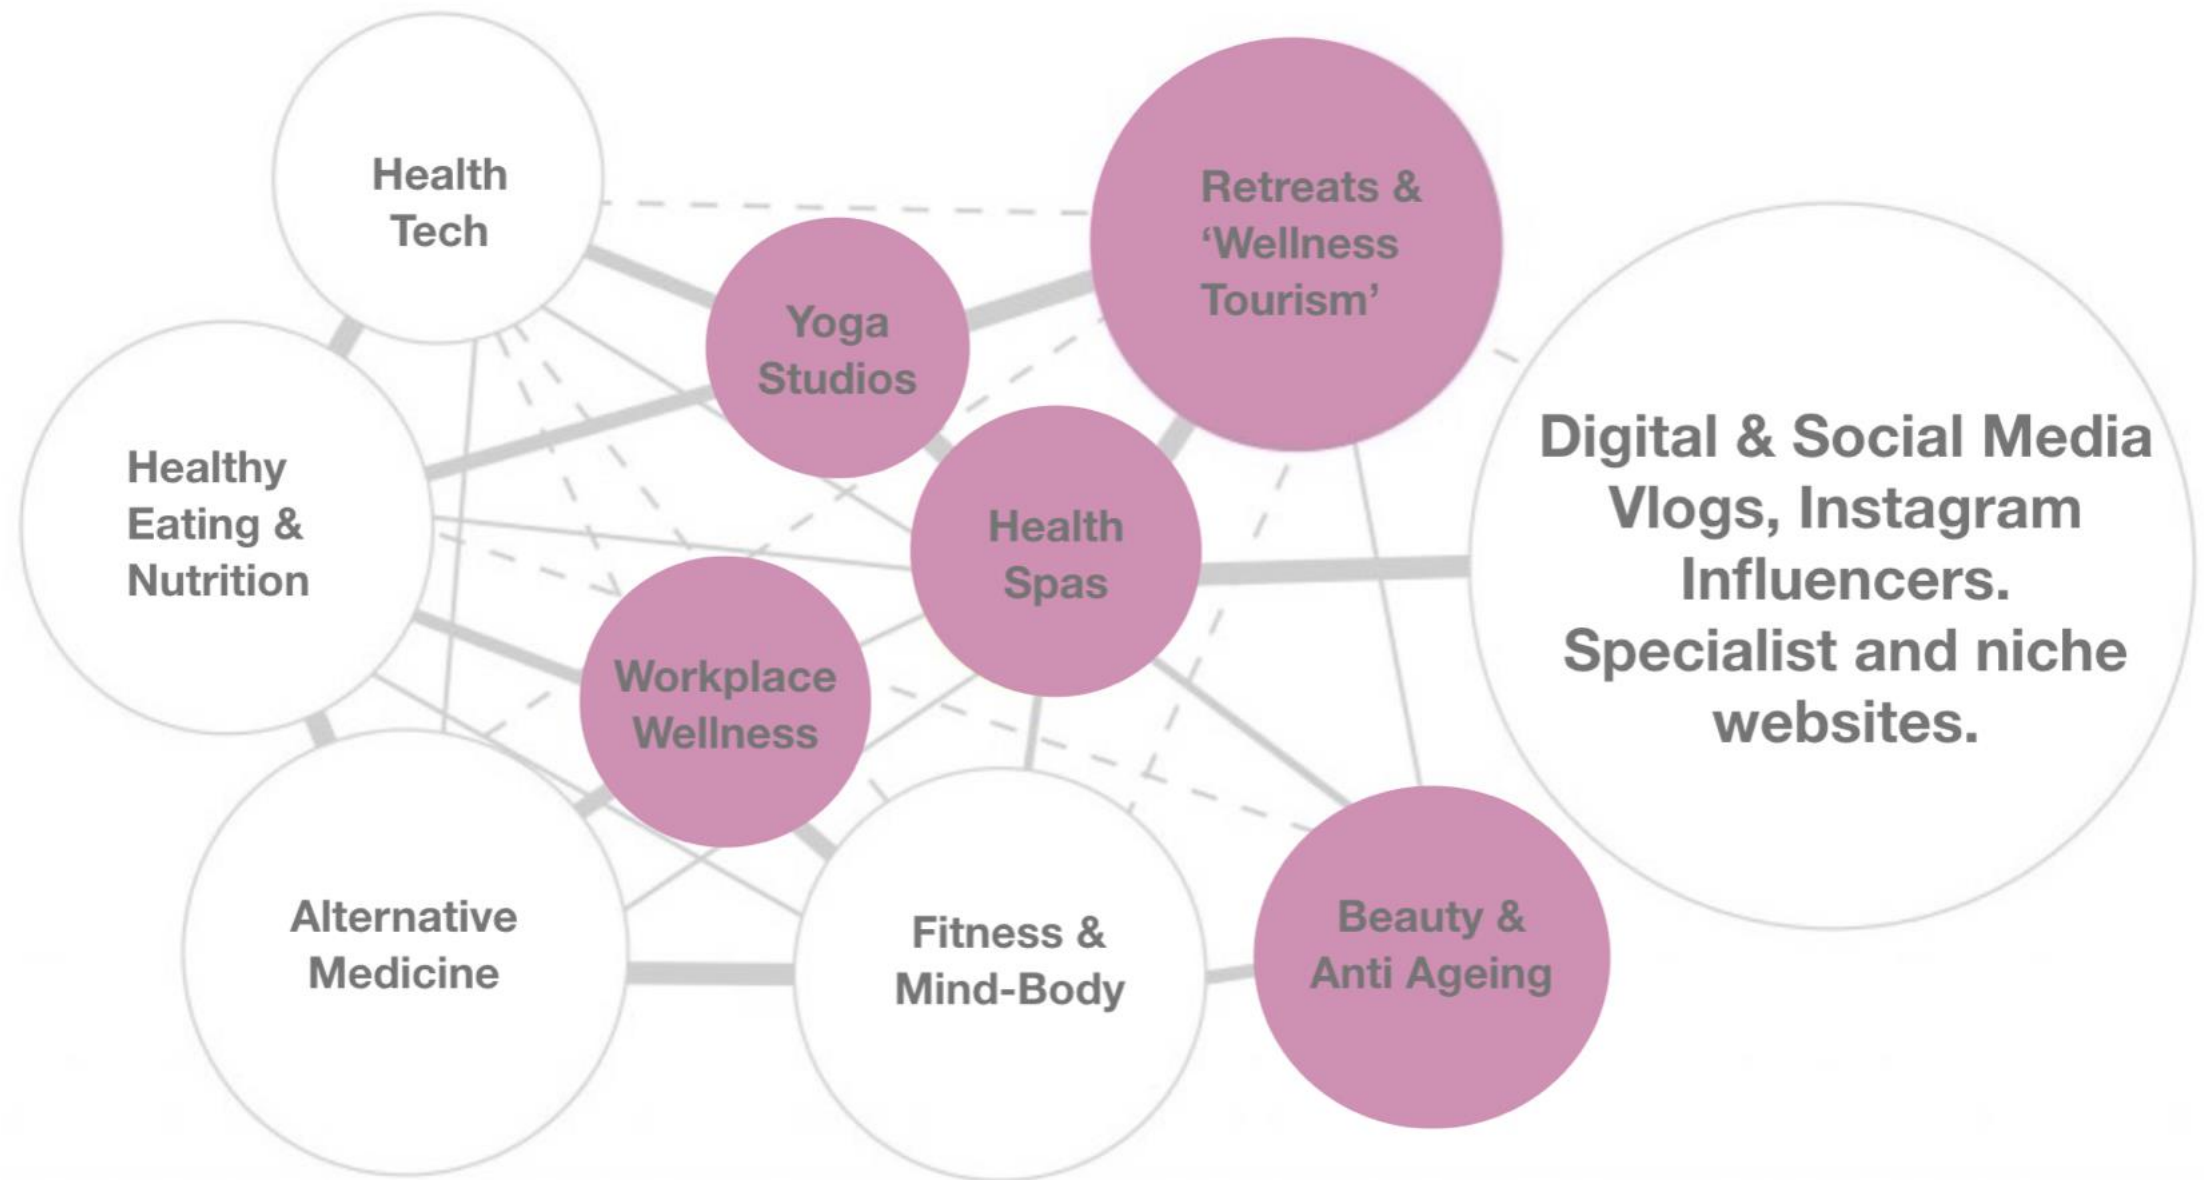 Health
Tech
Retreats &
‘Wellness
Tourism’
Yoga
Studios
Healthy
Eating &
Nutrition
Health
Spas
Digital & Social Media
Vlogs, Instagram
Influencers.
Specialist and niche
websites.
Workplace
Wellness
Alternative
Medicine
Fitness &
Mind-Body
Beauty &
Anti Ageing